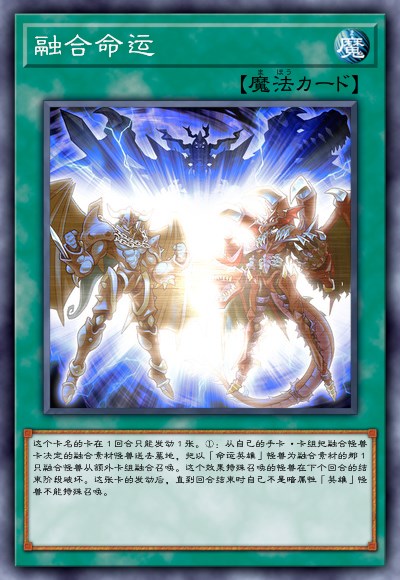 融合命运
魔
【魔法カード】
まほう
这个卡名的卡在1回合只能发动1张。①：从自己的手卡・卡组把融合怪兽
卡决定的融合素材怪兽送去墓地，把以「命运英雄」怪兽为融合素材的那1
只融合怪兽从额外卡组融合召唤。这个效果特殊召唤的怪兽在下个回合的结
束阶段破坏。这张卡的发动后，直到回合结束时自己不是暗属性「英雄」怪
兽不能特殊召唤。